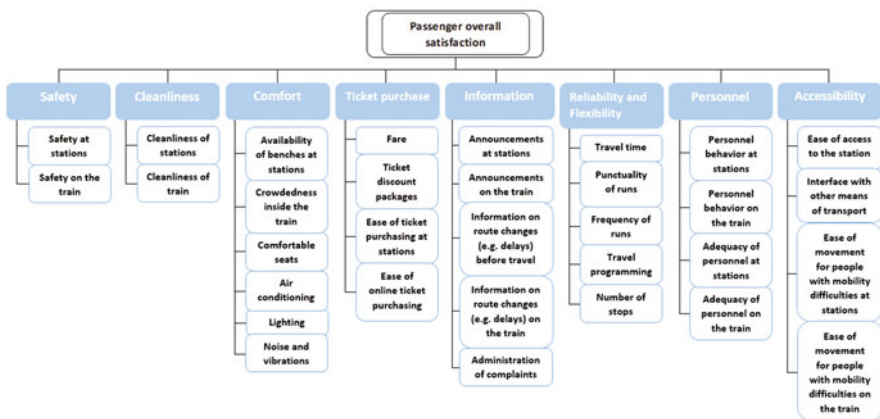 Passenger overall
satisfaction
Safety
Safety at
stations
Safety on the
train
Cleanliness
Cleanliness of
stations
Cleanliness of
train
Comfort
Availability
of benches at
stations
Crowdedness
inside the
train
Comfortable
seats
Air
conditioning
Lighting
Noise and
vibrations
Ticket purchase
Fare
Ticket
discount
packages
Ease of ticket
purchasing at
stations
Ease of
online ticket
purchasing
Information
Announcements
at stations
Announcements
on the train
Information on
route changes
(e.g. delays)
before travel
Information on
route changes
(e.g. delays) on
the train
Administration
of complaints
Reliability and
Flexibility
Travel time
Punctuality
of runs
Frequency of
runs
Travel
programming
Number of
stops
Personnel
Personnel
behavior at
stations
Personnel
behavior on
the train
Adequacy of
personnel at
stations
Adequacy of
personnel on
the train
Accessibility
Ease of access
to the station
Interface with
other means
of transport
Ease of
movement
for people
with mobility
difficulties at
stations
Ease of
movement
for people
with mobility
difficulties on
the train